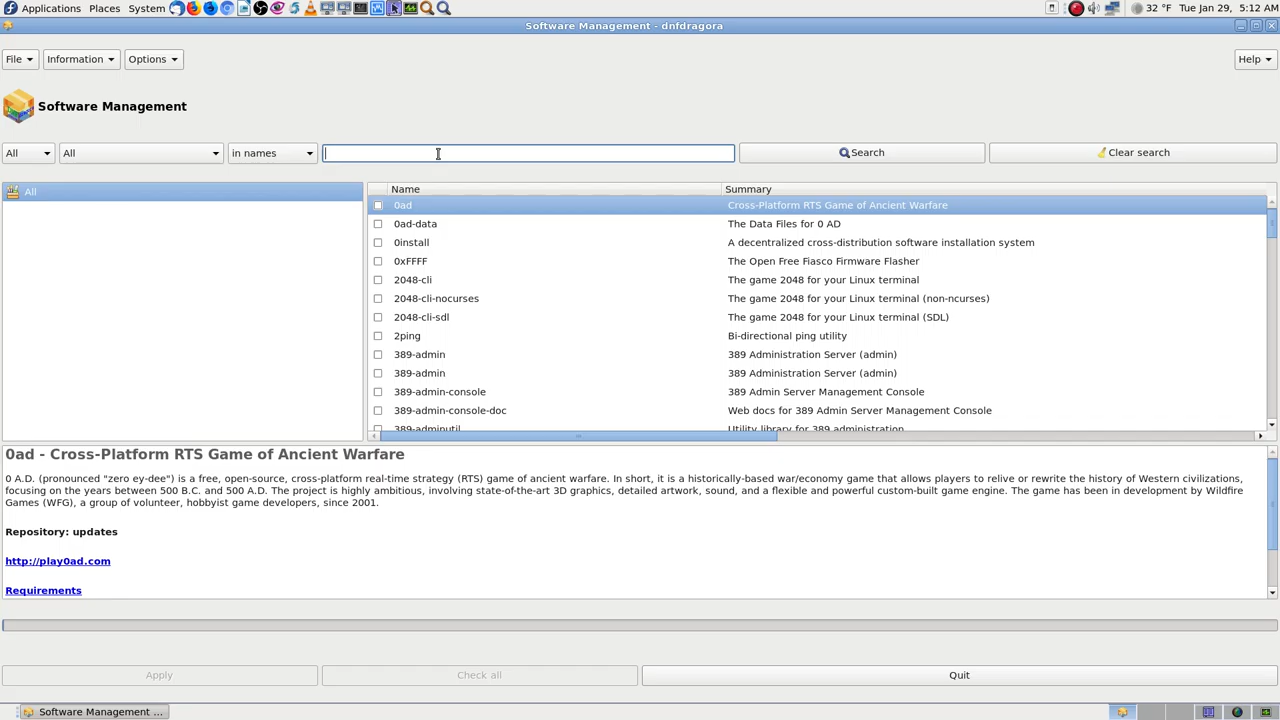 Applications Places System 32 °F Tue Jan 29, 5:12 AM
Software Management - dnfdragora
File Information Options Help
Software Management
All All in names Search Clear search
All
Name Summary
0ad Cross-Platform RTS Game of Ancient Warfare
0ad-data The Data Files for 0 AD
0install A decentralized cross-distribution software installation system
0xFFFF The Open Free Fiasco Firmware Flasher
2048-cli The game 2048 for your Linux terminal
2048-cli-nocurses The game 2048 for your Linux terminal (non-ncurses)
2048-cli-sdl The game 2048 for your Linux terminal (SDL)
2ping Bi-directional ping utility
389-admin 389 Administration Server (admin)
389-admin 389 Administration Server (admin)
389-admin-console 389 Admin Server Management Console
389-admin-console-doc Web docs for 389 Admin Server Management Console
389-adminutil Utility library for 389 administration
0ad - Cross-Platform RTS Game of Ancient Warfare
0 A.D. (pronounced "zero ey-dee") is a free, open-source, cross-platform real-time strategy (RTS) game of ancient warfare. In short, it is a historically-based war/economy game that allows players to relive or rewrite the history of Western civilizations,
focusing on the years between 500 B.C. and 500 A.D. The project is highly ambitious, involving state-of-the-art 3D graphics, detailed artwork, sound, and a flexible and powerful custom-built game engine. The game has been in development by Wildfire
Games (WFG), a group of volunteer, hobbyist game developers, since 2001.
Repository: updates
http://play0ad.com
Requirements
Apply Check all Quit
Software Management ...